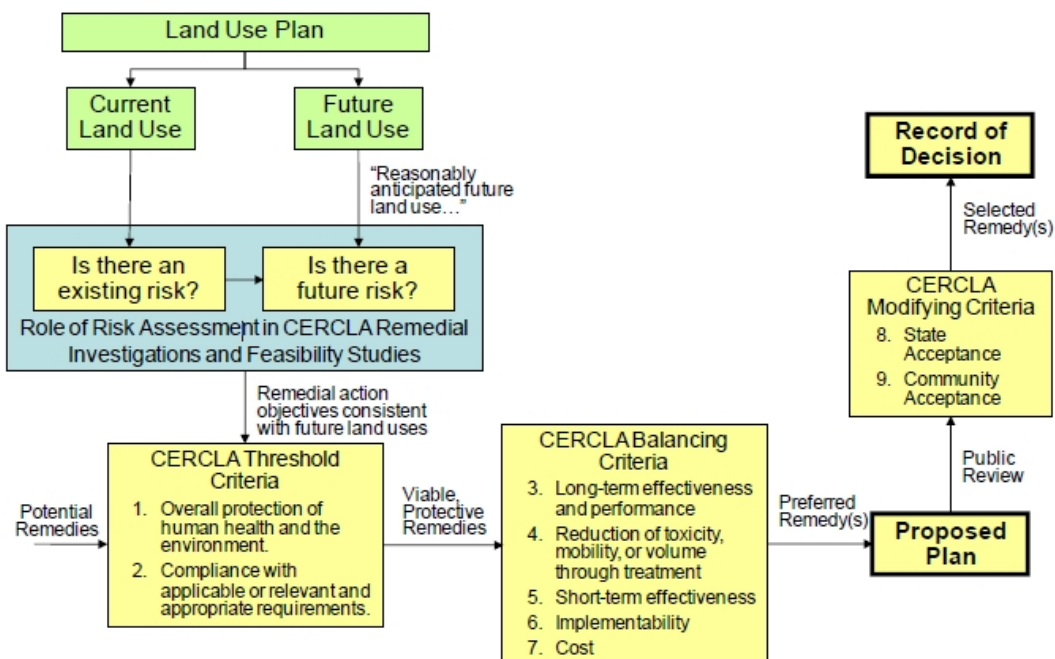 Land Use Plan
Current
Land Use
Future
Land Use
“Reasonably
anticipated future
land use…”
Is there an
existing risk?
Is there a
future risk?
Role of Risk Assessment in CERCLA Remedial
Investigations and Feasibility Studies
Remedial action
objectives consistent
with future land uses
Potential
Remedies
CERCLA Threshold
Criteria
1. Overall protection of
human health and the
environment.
2. Compliance with
applicable or relevant and
appropriate requirements.
Viable,
Protective
Remedies
CERCLA Balancing
Criteria
3. Long-term effectiveness
and performance
4. Reduction of toxicity,
mobility, or volume
through treatment
5. Short-term effectiveness
6. Implementability
7. Cost
Preferred
Remedy(s)
Proposed
Plan
Public
Review
CERCLA
Modifying Criteria
8. State
Acceptance
9. Community
Acceptance
Selected
Remedy(s)
Record of
Decision